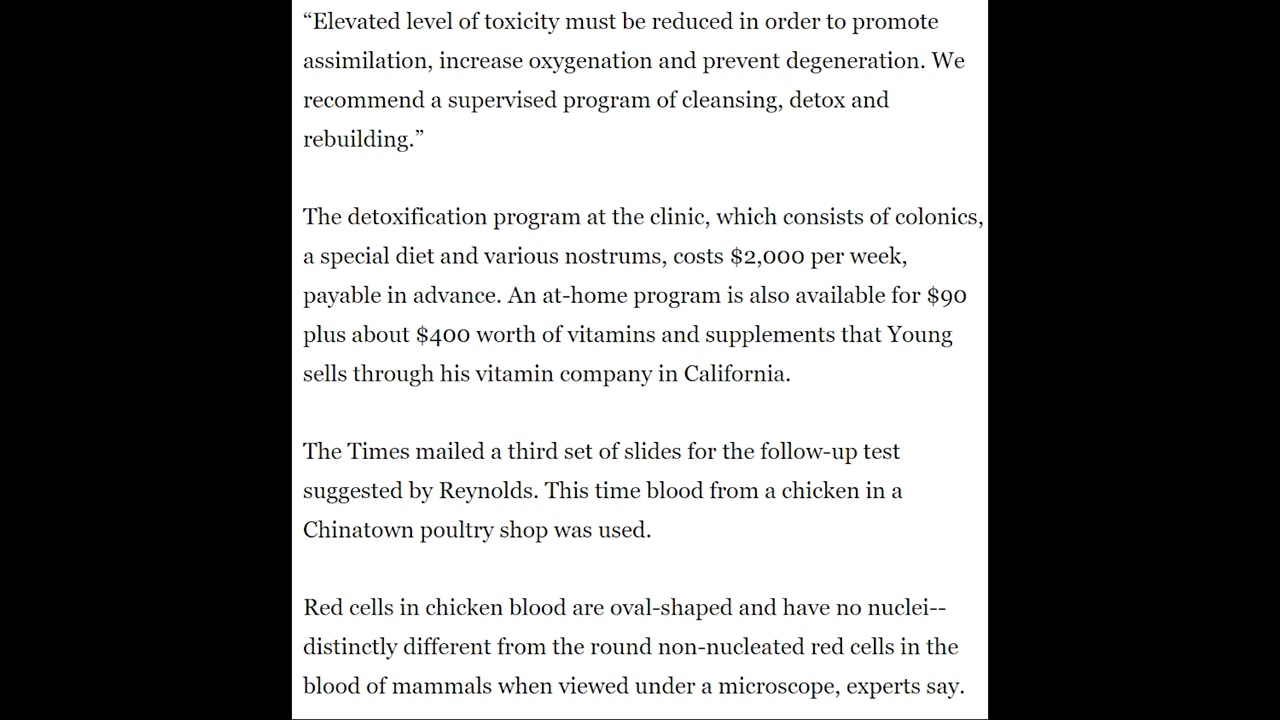 “Elevated level of toxicity must be reduced in order to promote
assimilation, increase oxygenation and prevent degeneration. We
recommend a supervised program of cleansing, detox and
rebuilding.”
The detoxification program at the clinic, which consists of colonics,
a special diet and various nostrums, costs $2,000 per week,
payable in advance. An at-home program is also available for $90
plus about $400 worth of vitamins and supplements that Young
sells through his vitamin company in California.
The Times mailed a third set of slides for the follow-up test
suggested by Reynolds. This time blood from a chicken in a
Chinatown poultry shop was used.
Red cells in chicken blood are oval-shaped and have no nuclei--
distinctly different from the round non-nucleated red cells in the
blood of mammals when viewed under a microscope, experts say.